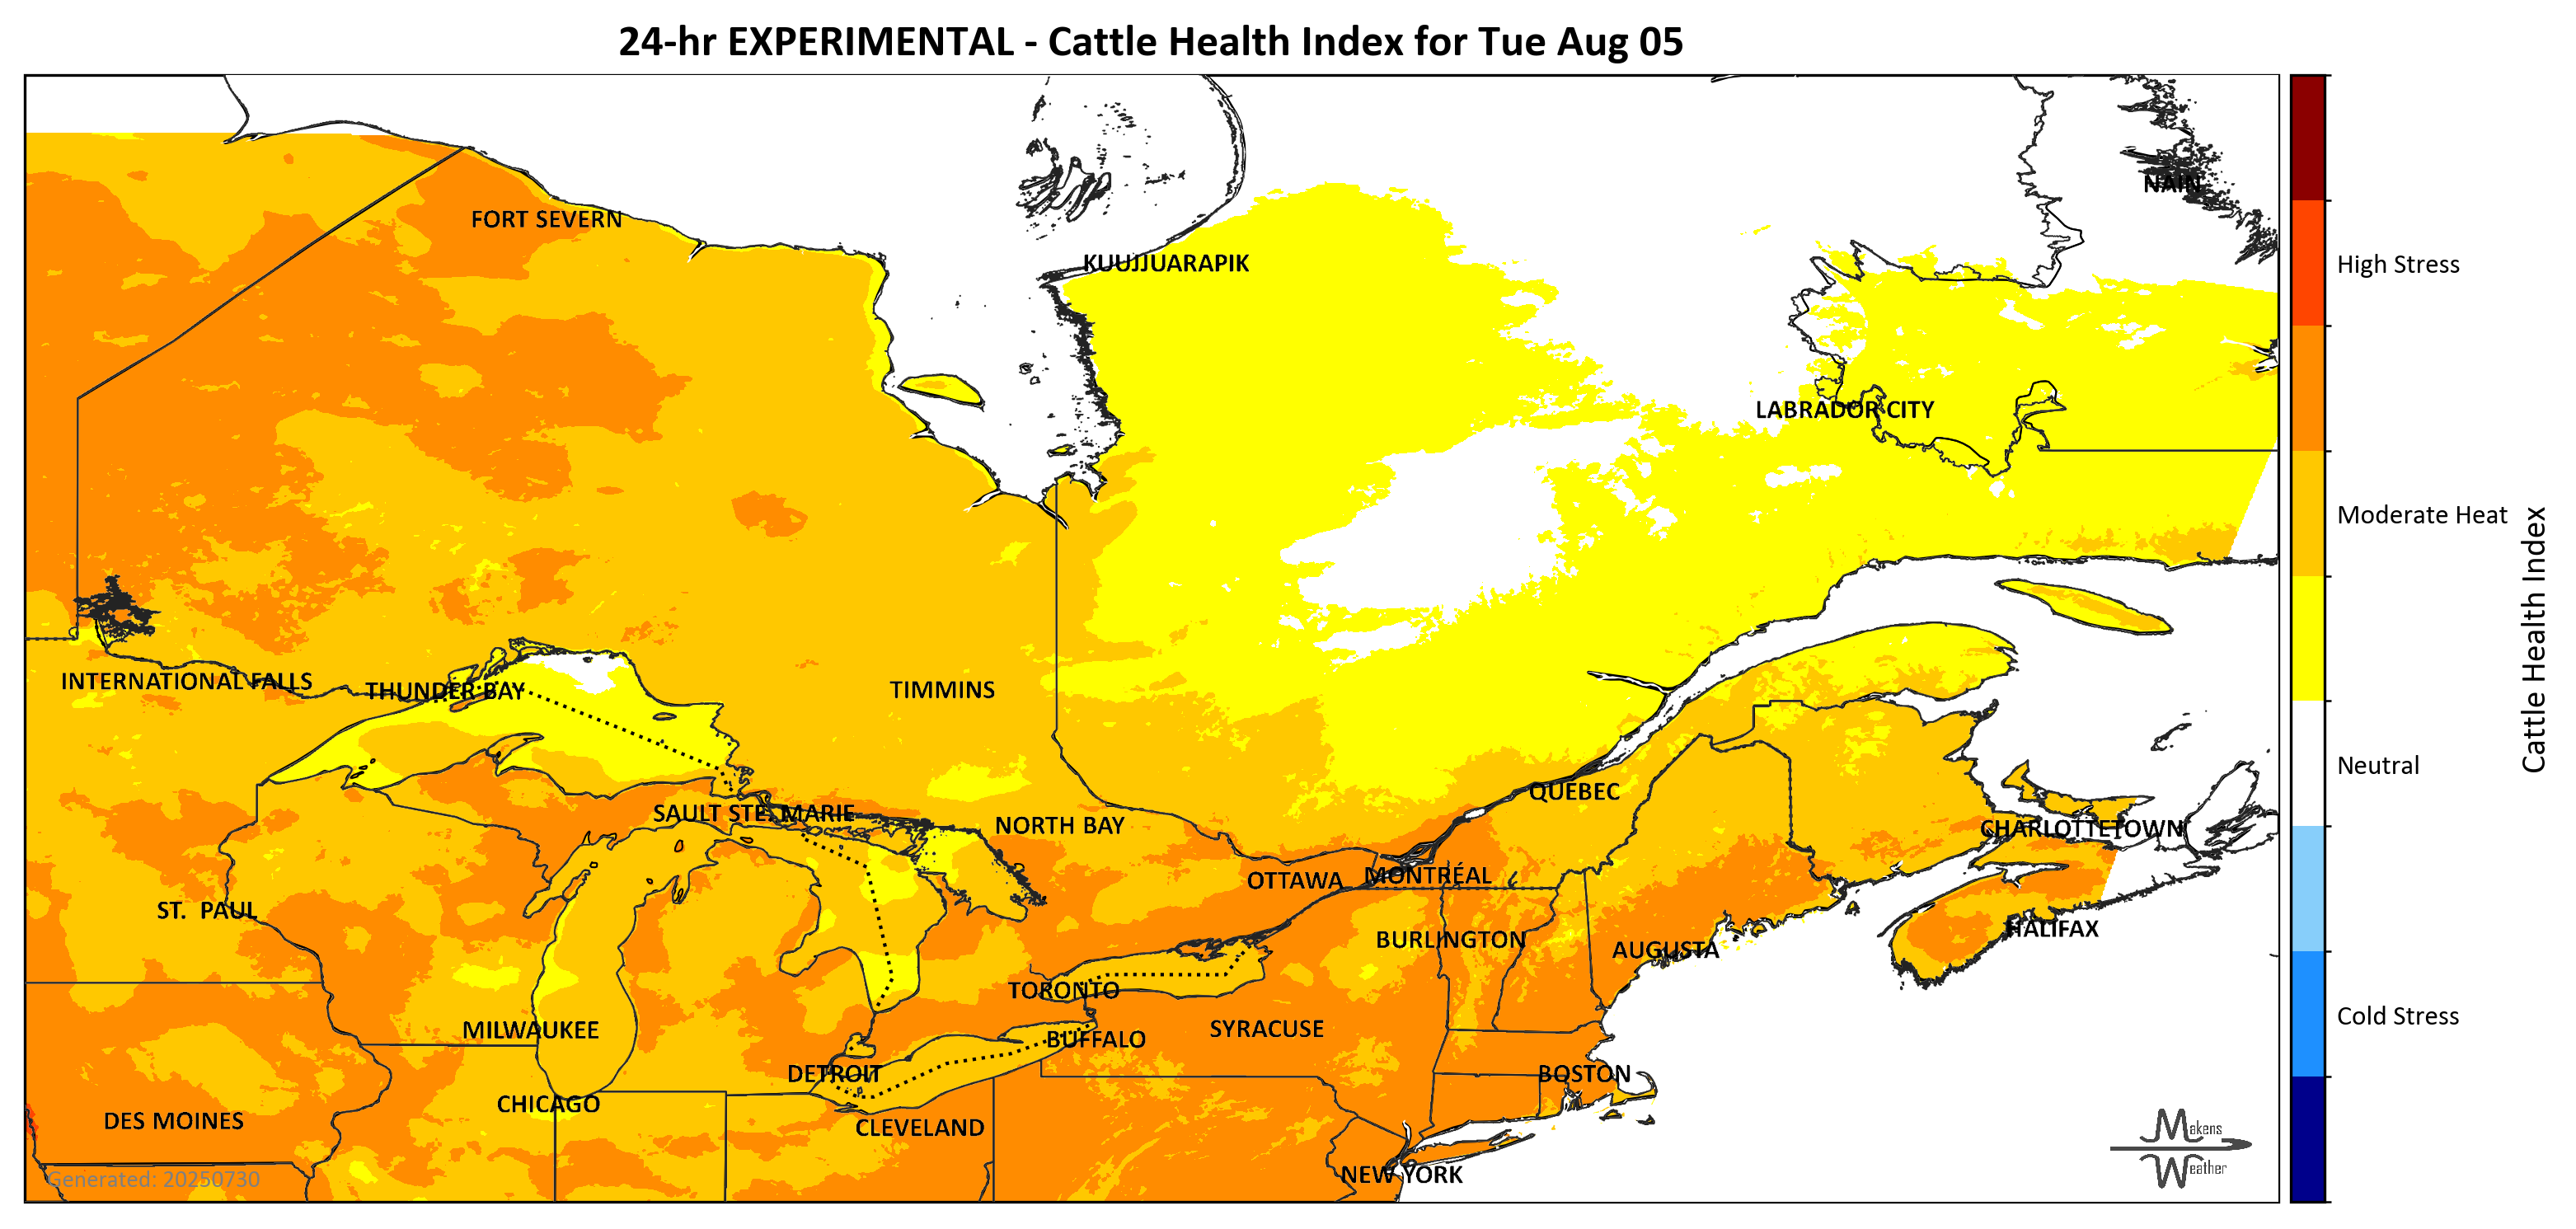 24-hr EXPERIMENTAL - Cattle Health Index for Tue Aug 05
NAIN
FORT SEVERN
KUUJJUARAPIK
High Stress
LABRADOR CITY
Moderate Heat
Cattle Health Index
INTERNATIONAL FALLS
THUNDER BAY
TIMMINS
Neutral
QUEBEC
SAULT STE. MARIE
NORTH BAY
CHARLOTTETOWN
OTTAWA
MONTRÉAL
ST. PAUL
HALIFAX
BURLINGTON
AUGUSTA
TORONTO
Cold Stress
MILWAUKEE
SYRACUSE
BUFFALO
DETROIT
BOSTON
CHICAGO
DES MOINES
CLEVELAND
Makens
Weather
NEW YORK
Generated: 20250730